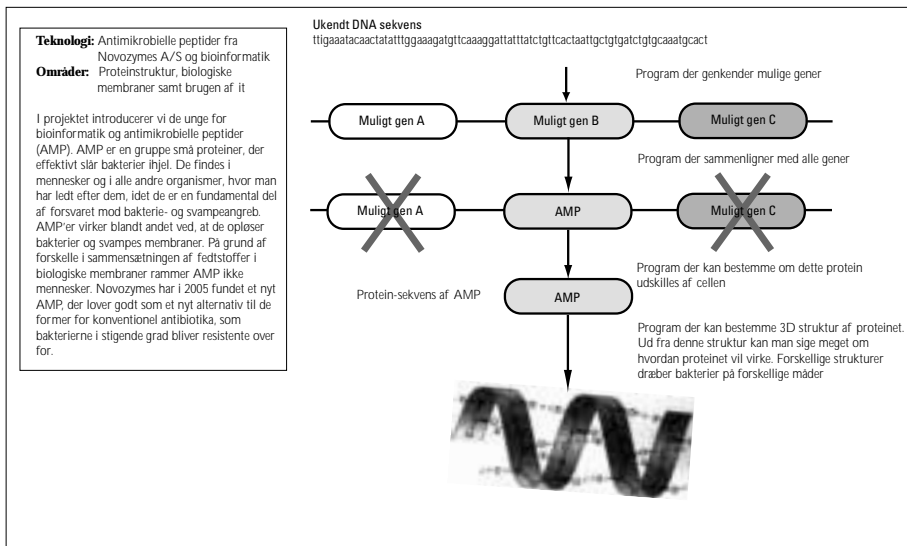 Teknologi: Antimikrobielle peptider fra
Novozymes A/S og bioinformatik
Områder: Proteinstruktur, biologiske
membraner samt brugen af it
I projektet introducerer vi de unge for
bioinformatik og antimikrobielle peptider
(AMP). AMP er en gruppe små proteiner, der
effektivt slår bakterier ihjel. De findes i
mennesker og i alle andre organismer, hvor man
har ledt efter dem, idet de er en fundamental del
af forsvaret mod bakterie- og svampeangreb.
AMP'er virker blandt andet ved, at de opløser
bakterier og svampes membraner. På grund af
forskelle i sammensætningen af fedtstoffer i
biologiske membraner rammer AMP ikke
mennesker. Novozymes har i 2005 fundet et nyt
AMP, der lover godt som et nyt alternativ til de
former for konventionel antibiotika, som
bakterierne i stigende grad bliver resistente over
for.
Ukendt DNA sekvens
ttigaaatacaactatatttggaaagatgttcaaaggattatttatctgttcactaattgctgtgatctgtgcaaatgcact
Program der genkender mulige gener
Muligt gen A
Muligt gen B
Muligt gen C
Program der sammenligner med alle gener
Muligt gen A
AMP
Muligt gen C
Program der kan bestemme om dette protein
udskilles af cellen
Protein-sekvens af AMP
AMP
Program der kan bestemme 3D struktur af proteinet.
Ud fra denne struktur kan man sige meget om
hvordan proteinet vil virke. Forskellige strukturer
dræber bakterier på forskellige måder